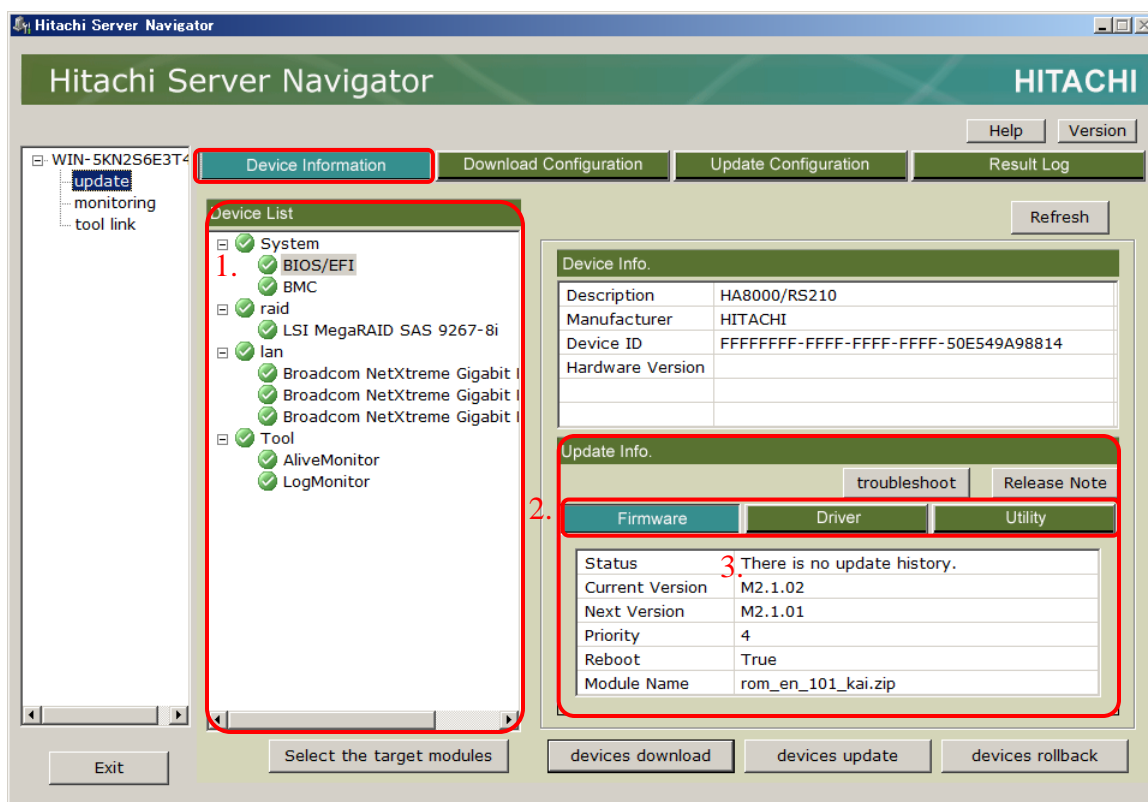 Hitachi Server Navigator
Hitachi Server Navigator
HITACHI
Help
Version
WIN-5KN2S6E3T4
update
monitoring
tool link
Device Information
Download Configuration
Update Configuration
Result Log
Device List
System
1.
BIOS/EFI
BMC
raid
LSI MegaRAID SAS 9267-8i
lan
Broadcom NetXtreme Gigabit
Broadcom NetXtreme Gigabit
Broadcom NetXtreme Gigabit
Tool
AliveMonitor
LogMonitor
Refresh
Device Info.
Description HA8000/RS210
Manufacturer HITACHI
Device ID FFFFFFFF-FFFF-FFFF-FFFF-50E549A98814
Hardware Version
Update Info.
troubleshoot
Release Note
2.
Firmware
Driver
Utility
3.
Status There is no update history.
Current Version M2.1.02
Next Version M2.1.01
Priority 4
Reboot True
Module Name rom_en_101_kai.zip
Exit
Select the target modules
devices download
devices update
devices rollback